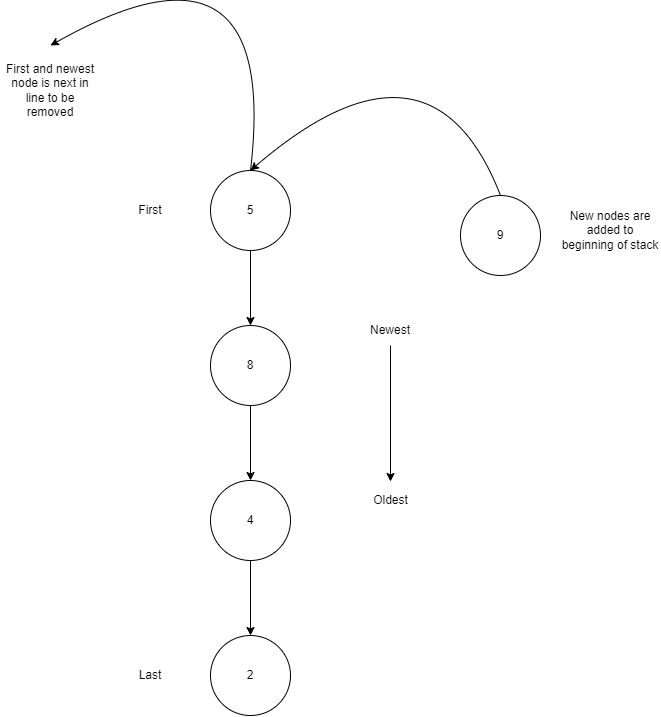 First and newest
node is next in
line to be
removed
First
5
9
New nodes are
added to
beginning of stack
8
Newest
Oldest
4
Last
2